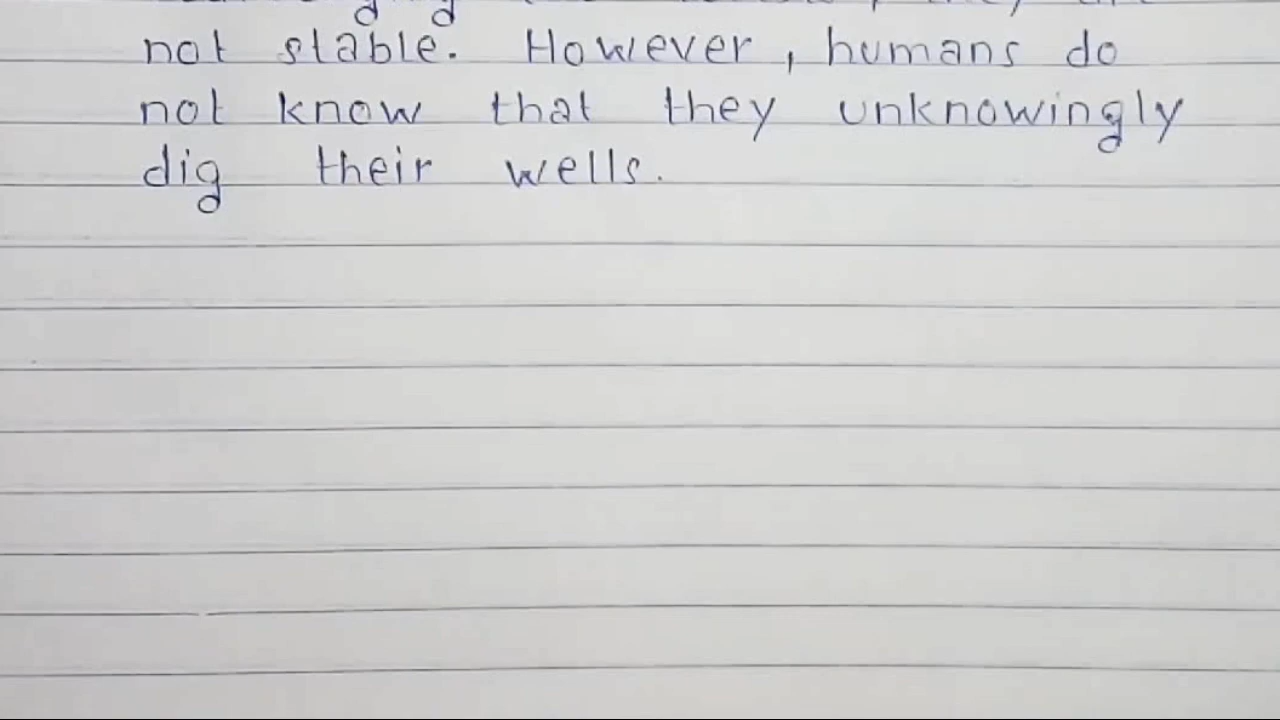 not stable. However, humans do
not know that they unknowingly
dig their wells.